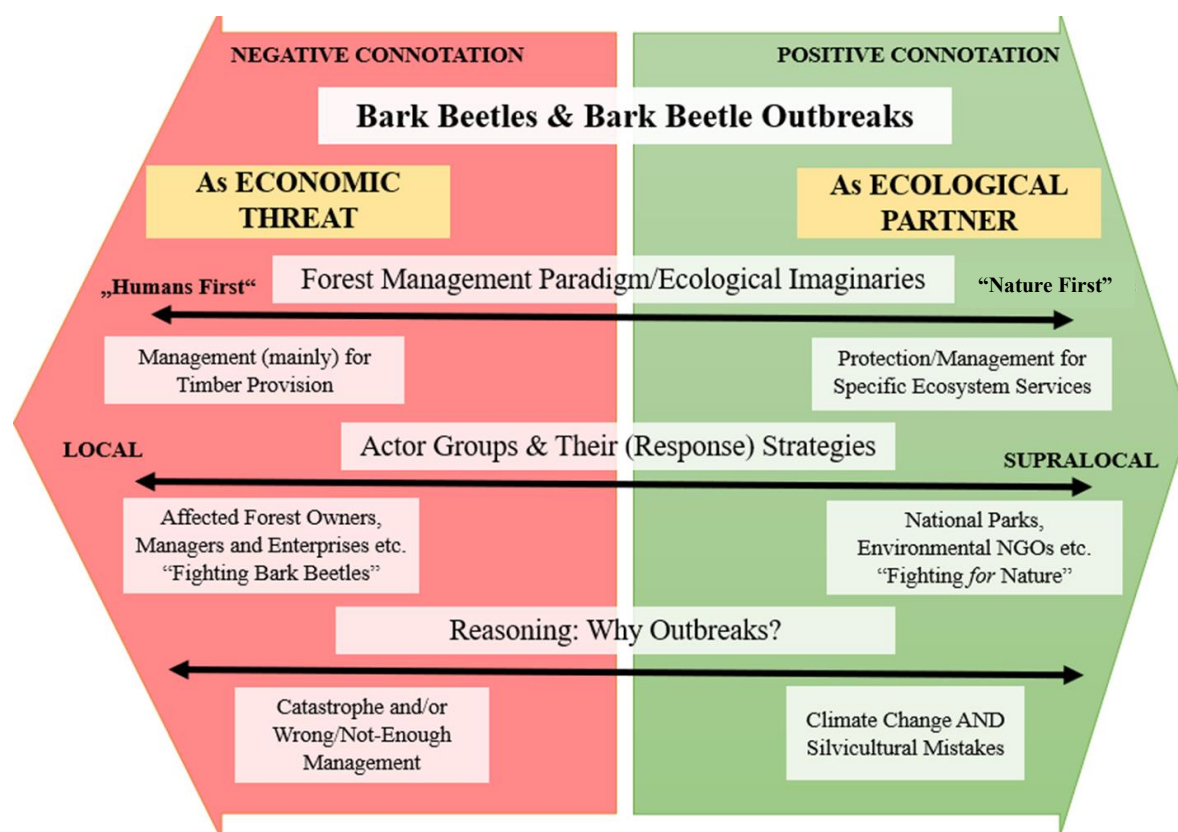 NEGATIVE CONNOTATION
POSITIVE CONNOTATION
Bark Beetles & Bark Beetle Outbreaks
As ECONOMIC
THREAT
As ECOLOGICAL
PARTNER
Forest Management Paradigm/Ecological Imaginaries
„Humans First“
“Nature First”
Management (mainly) for
Timber Provision
Protection/Management for
Specific Ecosystem Services
Actor Groups & Their (Response) Strategies
LOCAL
SUPRALOCAL
Affected Forest Owners,
Managers and Enterprises etc.
“Fighting Bark Beetles”
National Parks,
Environmental NGOs etc.
“Fighting for Nature”
Reasoning: Why Outbreaks?
Catastrophe and/or
Wrong/Not-Enough
Management
Climate Change AND
Silvicultural Mistakes